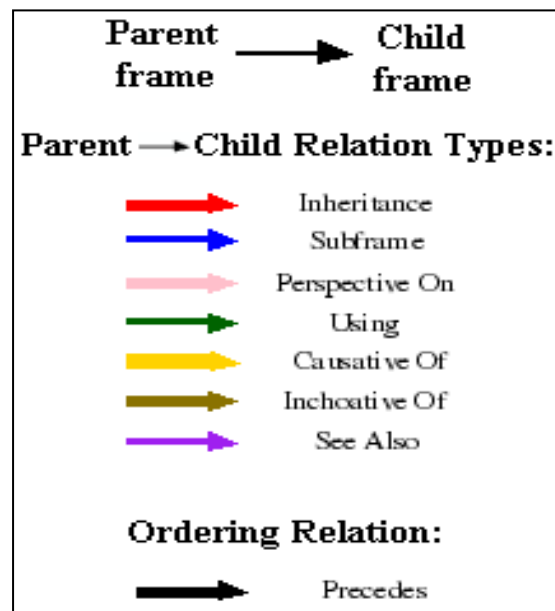 Parent frame
Child frame
Parent Child Relation Types:
Inheritance
Subframe
Perspective On
Using
Causative Of
Inchoative Of
See Also
Ordering Relation:
Precedes